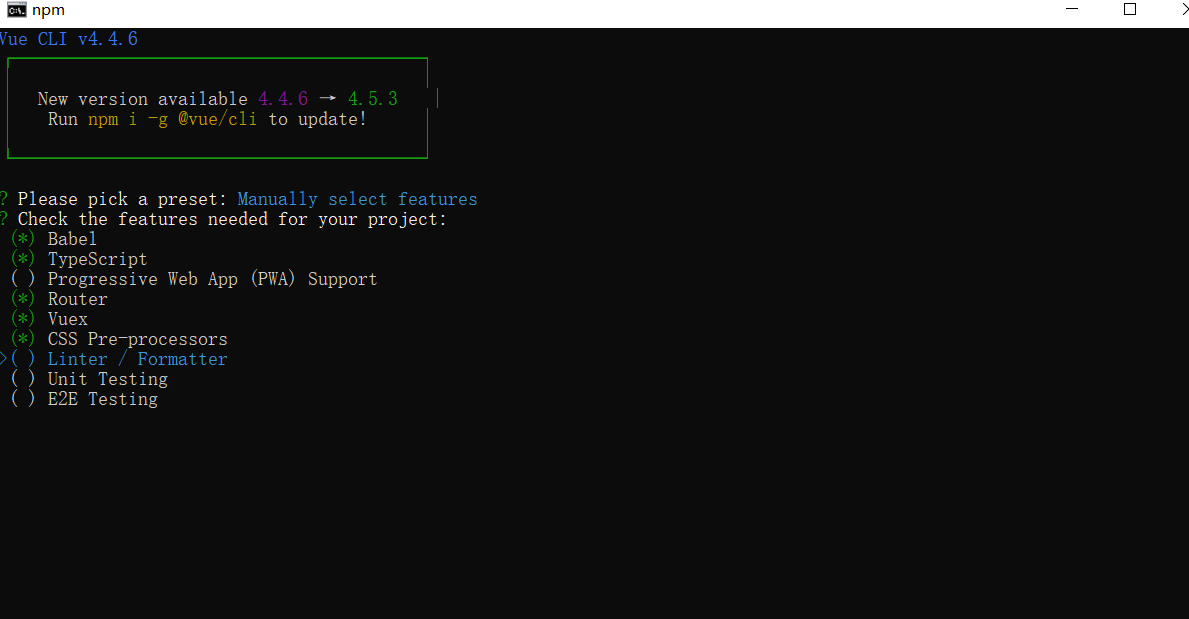 npm
Vue CLI v4.4.6
New version available 4.4.6 → 4.5.3
Run npm i -g @vue/cli to update!
? Please pick a preset: Manually select features
? Check the features needed for your project:
(*) Babel
(*) TypeScript
( ) Progressive Web App (PWA) Support
(*) Router
(*) Vuex
(*) CSS Pre-processors
>( ) Linter / Formatter
( ) Unit Testing
( ) E2E Testing